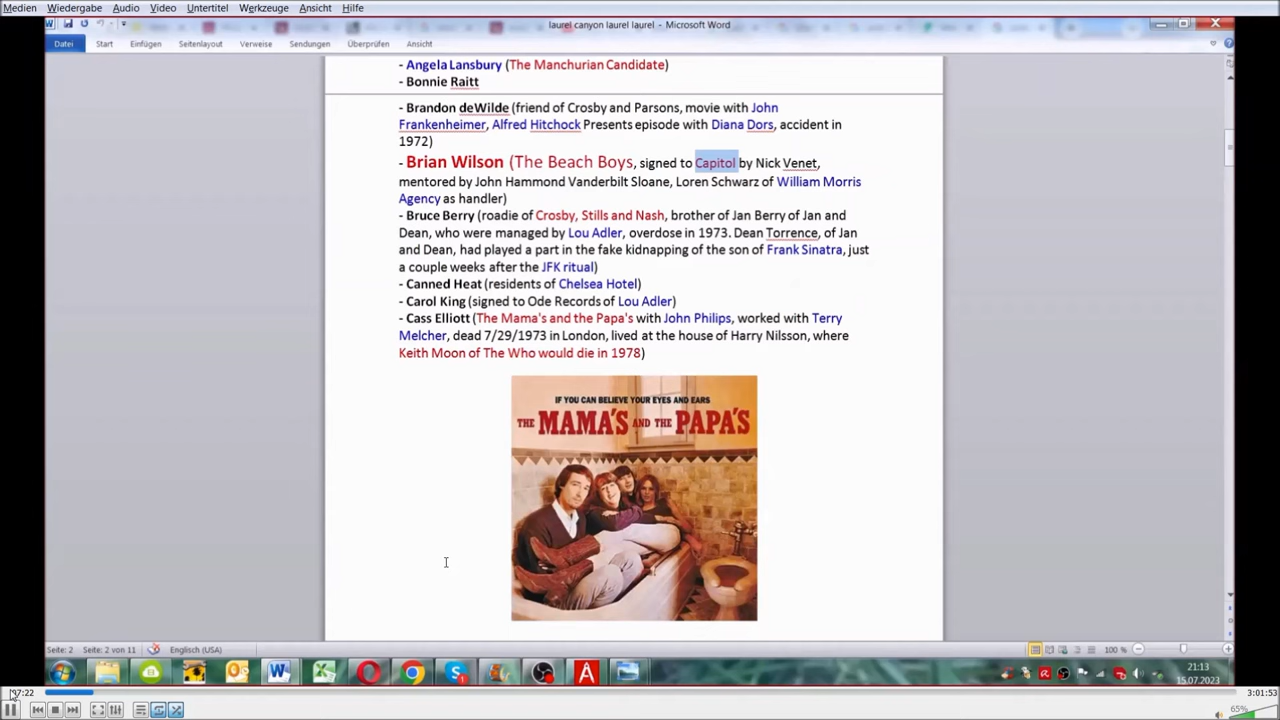 Medien Wiedergabe Audio Video Untertitel Werkzeuge Ansicht Hilfe
laurel canyon laurel laurel - Microsoft Word
Datei Start Einfügen Seitenlayout Verweise Sendungen Überprüfen Ansicht
- Angela Lansbury (The Manchurian Candidate)
- Bonnie Raitt
- Brandon deWilde (friend of Crosby and Parsons, movie with John
Frankenheimer, Alfred Hitchock Presents episode with Diana Dors, accident in
1972)
- Brian Wilson (The Beach Boys, signed to Capitol by Nick Venet,
mentored by John Hammond Vanderbilt Sloane, Loren Schwarz of William Morris
Agency as handler)
- Bruce Berry (roadie of Crosby, Stills and Nash, brother of Jan Berry of Jan and
Dean, who were managed by Lou Adler, overdose in 1973. Dean Torrence, of Jan
and Dean, had played a part in the fake kidnapping of the son of Frank Sinatra, just
a couple weeks after the JFK ritual)
- Canned Heat (residents of Chelsea Hotel)
- Carol King (signed to Ode Records of Lou Adler)
- Cass Elliott (The Mama's and the Papa's with John Philips, worked with Terry
Melcher, dead 7/29/1973 in London, lived at the house of Harry Nilsson, where
Keith Moon of The Who would die in 1978)
IF YOU CAN BELIEVE YOUR EYES AND EARS
THE MAMA'S AND THE PAPA'S
Seite: 2 Seite: 2 von 11 Englisch (USA) 100 %
21:13
15.07.2023
07:22 3:01:53
65%